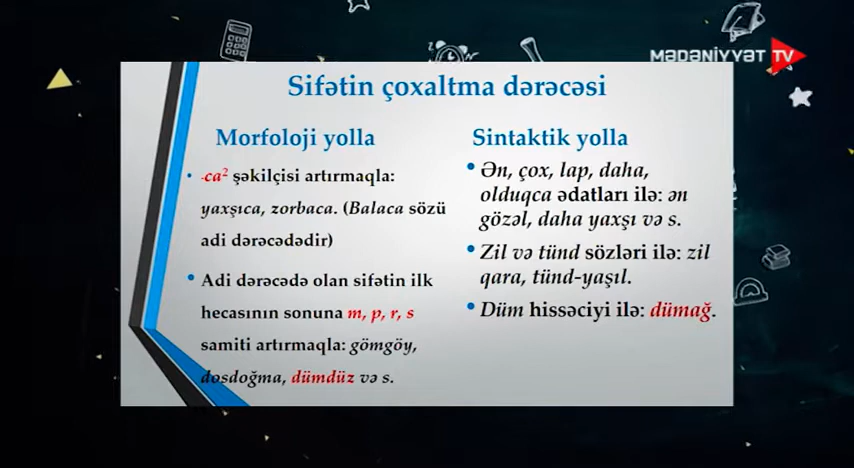 MƏDƏNİYYƏT TV
Sifətin çoxaltma dərəcəsi
Morfoloji yolla
• -ca² şəkilçisi artırmaqla:
yaxşıca, zorbaca. (Balaca sözü
adi dərəcədədir)
• Adi dərəcədə olan sifətin ilk
hecasının sonuna m, p, r, s
samiti artırmaqla: gömgöy,
dosdoğma, dümdüz və s.
Sintaktik yolla
• Ən, çox, lap, daha,
olduqca ədatları ilə: ən
gözəl, daha yaxşı və s.
• Zil və tünd sözləri ilə: zil
qara, tünd-yaşıl.
• Düm hissəciyi ilə: dümağ.